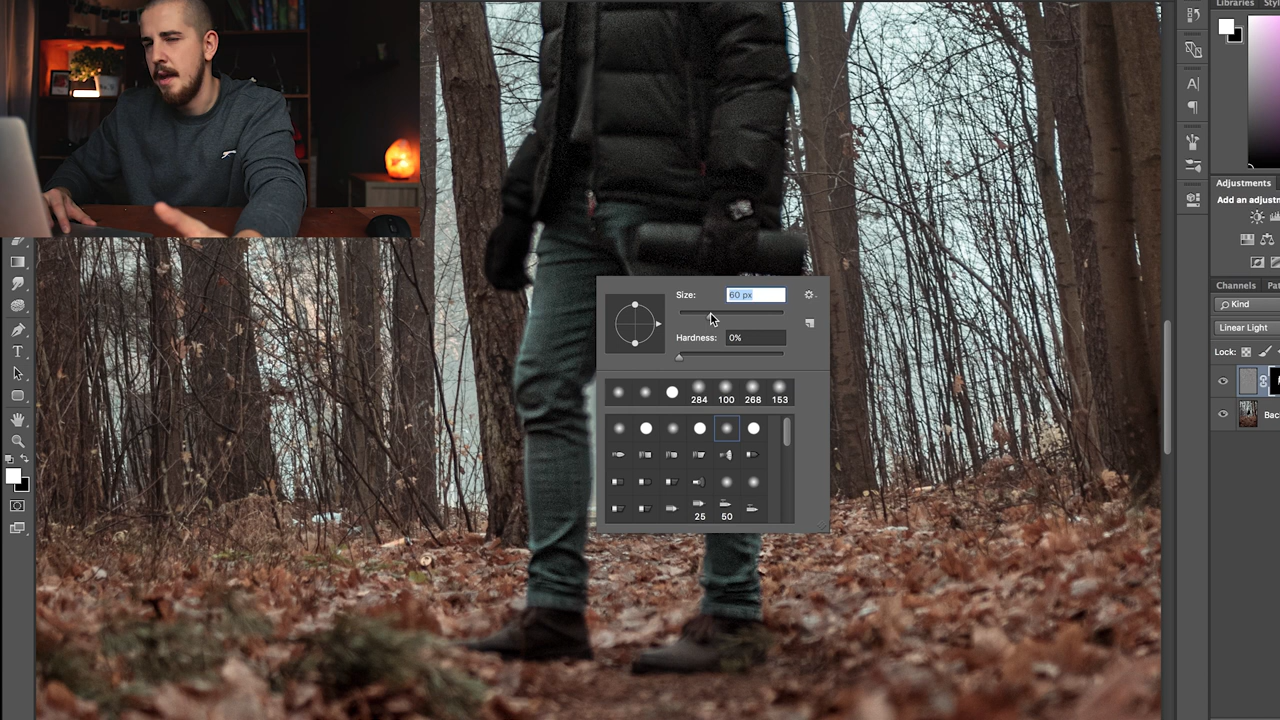 Libraries
Adjustments
Add an adjustm
Channels
Kind
Linear Light
Lock:
Size:
60 px
Hardness:
0%
284 100 268 153
25 50
T
A